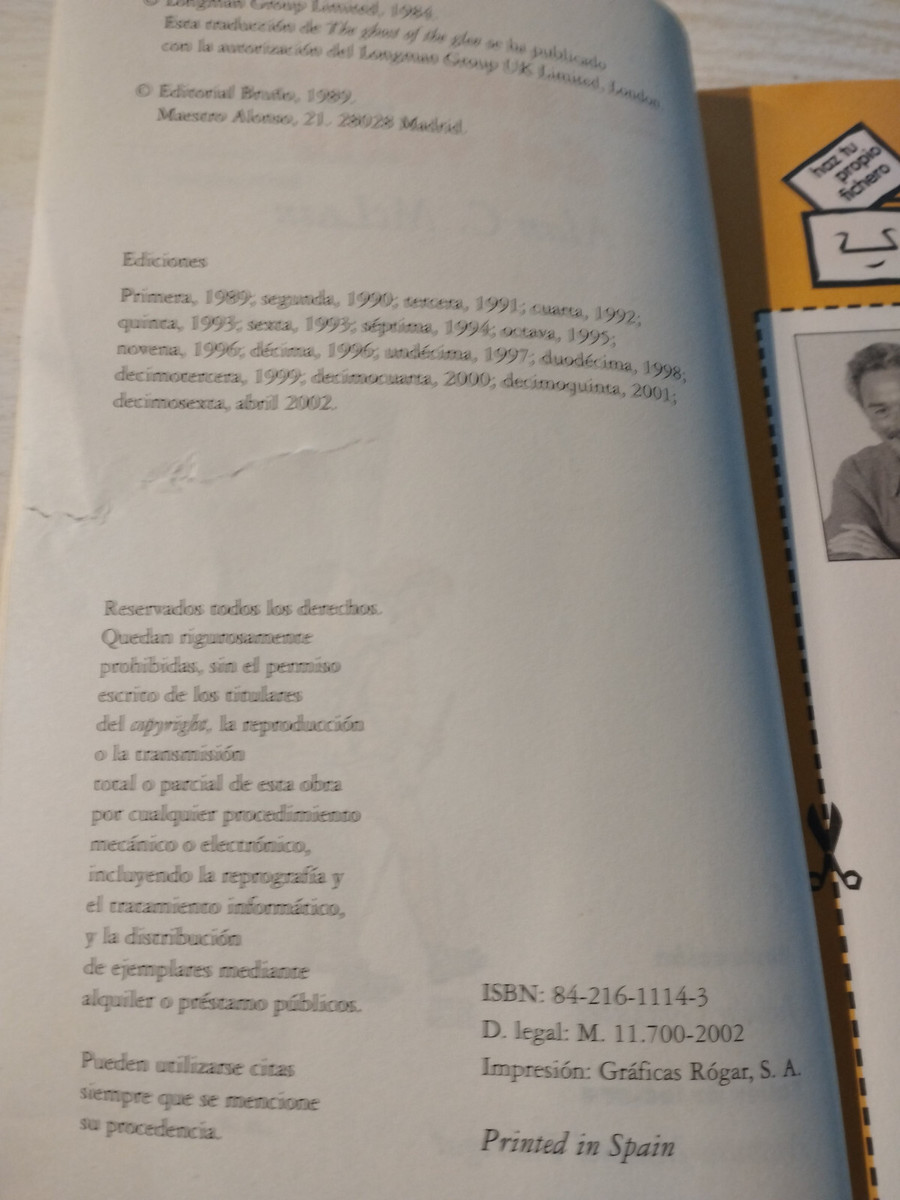 © Longman Group Limited, 1984.
Esta traducción de The ghost of the glen se ha publicado
con la autorización del Longman Group UK Limited, London
© Editorial Bruño, 1989.
Maestro Alonso, 21. 28028 Madrid.
Ediciones
Primera, 1989; segunda, 1990; tercera, 1991; cuarta, 1992;
quinta, 1993; sexta, 1993; séptima, 1994; octava, 1995;
novena, 1996; décima, 1996; undécima, 1997; duodécima, 1998;
decimotercera, 1999; decimocuarta, 2000; decimoquinta, 2001;
decimosexta, abril 2002.
Reservados todos los derechos.
Quedan rigurosamente
prohibidas, sin el permiso
escrito de los titulares
del copyright, la reproducción
o la transmisión
total o parcial de esta obra
por cualquier procedimiento
mecánico o electrónico,
incluyendo la reprografía y
el tratamiento informático,
y la distribución
de ejemplares mediante
alquiler o préstamo públicos.
Pueden utilizarse citas
siempre que se mencione
su procedencia.
ISBN: 84-216-1114-3
D. legal: M. 11.700-2002
Impresión: Gráficas Rógar, S. A.
Printed in Spain
haz tu
propio
fichero